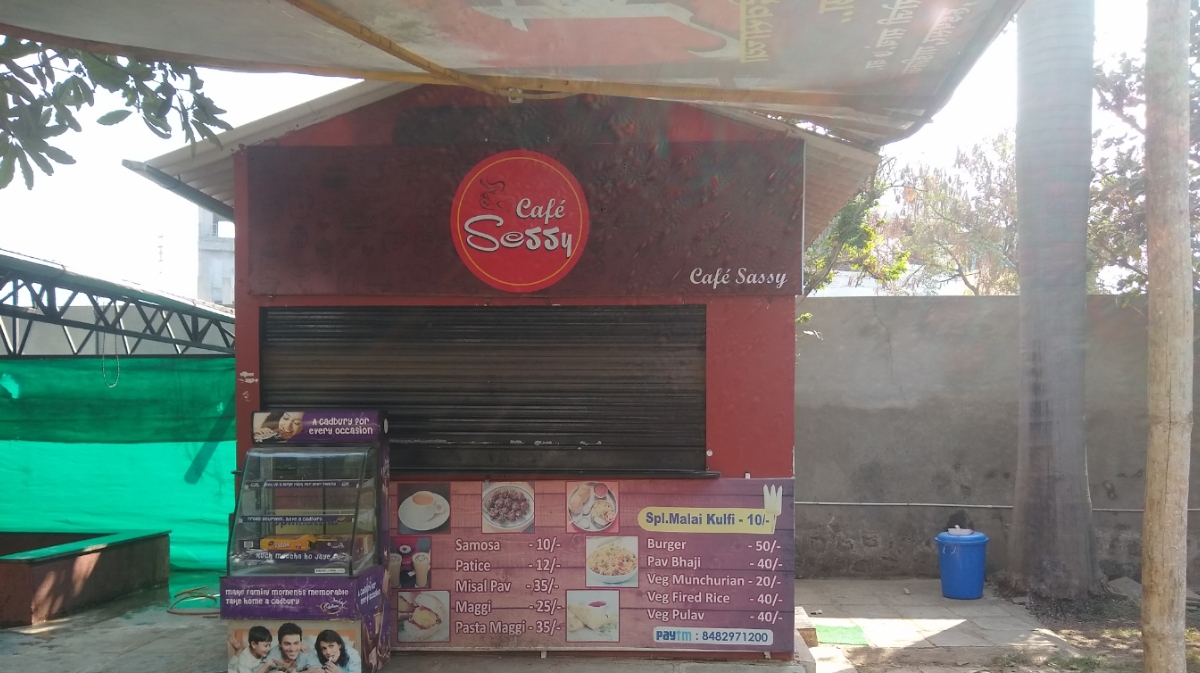 Café
Sassy
Café Sassy
A Cadbury for
every occasion
Kuch meetha ho jaye
make family moments memorable
Take home a Cadbury
Spl.Malai Kulfi - 10/-
Samosa - 10/-
Patice - 12/-
Misal Pav - 35/-
Maggi - 25/-
Pasta Maggi - 35/-
Burger - 50/-
Pav Bhaji - 40/-
Veg Munchurian - 20/-
Veg Fired Rice - 40/-
Veg Pulav - 40/-
Paytm : 8482971200